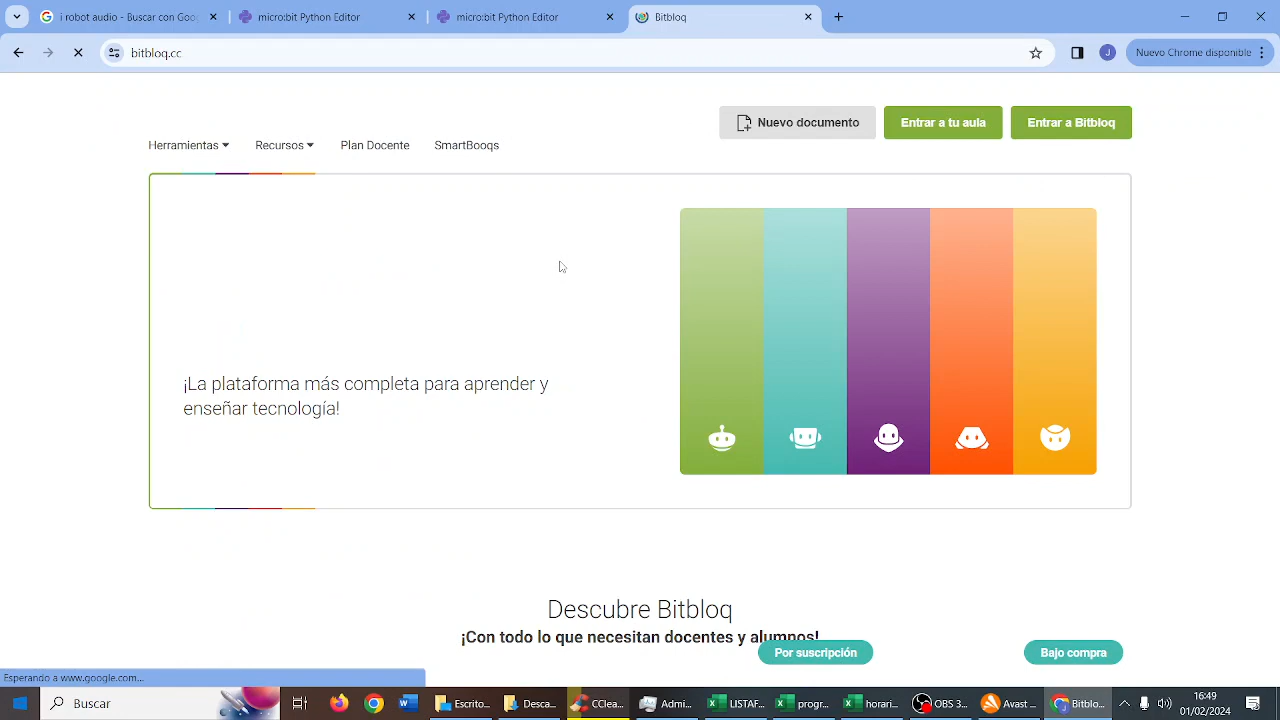 i robot audio - Buscar con Goo
micro:bit Python Editor
micro:bit Python Editor
Bitbloq
bitbloq.cc
J
Nuevo Chrome disponible
Nuevo documento
Entrar a tu aula
Entrar a Bitbloq
Herramientas
Recursos
Plan Docente
SmartBooqs
¡La plataforma más completa para aprender y
enseñar tecnología!
Descubre Bitbloq
¡Con todo lo que necesitan docentes y alumnos!
Por suscripción
Bajo compra
Esperando a www.google.com...
Buscar
Escrito...
Desca...
CClea...
Admi...
LISTAF...
progr...
horari...
OBS 3...
Avast ...
Bitblo...
16:49
01/02/2024